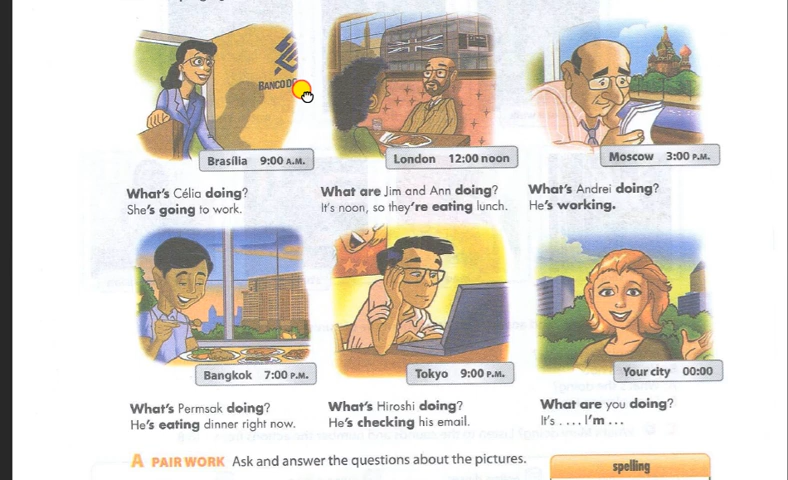 BANCO DO
Brasília 9:00 A.M.
London 12:00 noon
Moscow 3:00 P.M.
What's Célia doing?
She's going to work.
What are Jim and Ann doing?
It's noon, so they're eating lunch.
What's Andrei doing?
He's working.
Bangkok 7:00 P.M.
Tokyo 9:00 P.M.
Your city 00:00
What's Permsak doing?
He's eating dinner right now.
What's Hiroshi doing?
He's checking his email.
What are you doing?
It's . . . . I'm . . .
A PAIR WORK Ask and answer the questions about the pictures.
spelling